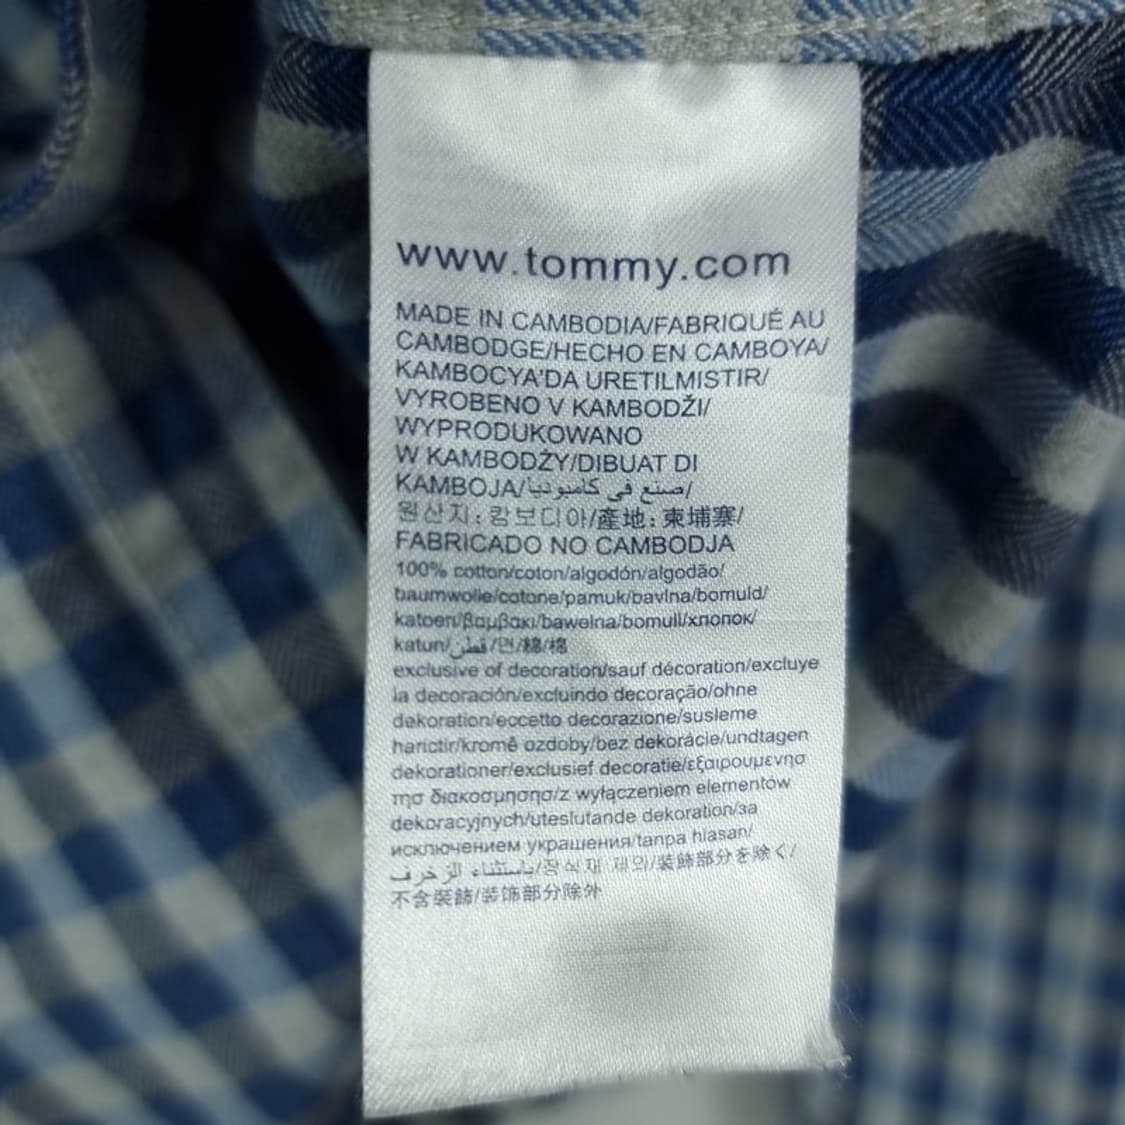 www.tommy.com
MADE IN CAMBODIA/FABRIQUÉ AU
CAMBODGE/HECHO EN CAMBOYA/
KAMBOCYA'DA URETILMISTIR/
VYROBENO V KAMBODŽI/
WYPRODUKOWANO
W KAMBODŻY/DIBUAT DI
KAMBOJA/صنع في كامبوديا/
원산지: 캄보디아/產地: 柬埔寨/
FABRICADO NO CAMBODJA
100% cotton/coton/algodón/algodão/
baumwolle/cotone/pamuk/bavlna/bomuld/
katoen/βαμβακι/bawełna/bomull/хлопок/
katun/قطن/면/綿/棉
exclusive of decoration/sauf décoration/excluye
la decoración/excluindo decoração/ohne
dekoration/eccetto decorazione/susleme
harictir/kromě ozdoby/bez dekorácie/undtagen
dekorationer/exclusief decoratie/εξαιρουμενησ
τησ διακοσμησησ/z wyłączeniem elementów
dekoracyjnych/uteslutande dekoration/за
исключением украшения/tanpa hiasan/
باستثناء الزخرف/장식재 제외/装飾部分を除く/
不含裝飾/装饰部分除外